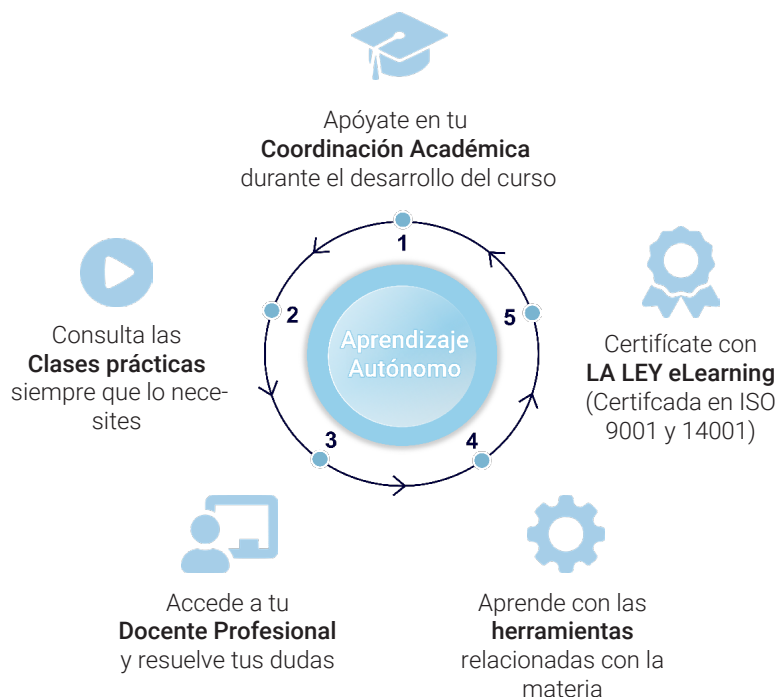 Apóyate en tu
Coordinación Académica
durante el desarrollo del curso
1
2
Consulta las
Clases prácticas
siempre que lo nece-
sites
3
Accede a tu
Docente Profesional
y resuelve tus dudas
4
Aprende con las
herramientas
relacionadas con la
materia
5
Certifícate con
LA LEY eLearning
(Certifcada en ISO
9001 y 14001)
Aprendizaje
Autónomo